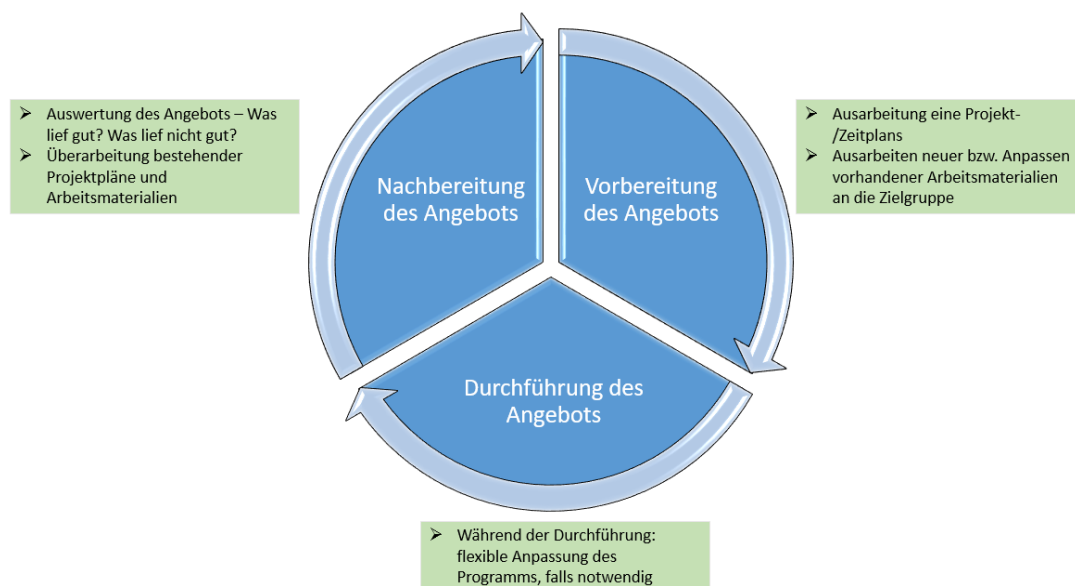 ➢ Auswertung des Angebots – Was
lief gut? Was lief nicht gut?
➢ Überarbeitung bestehender
Projektpläne und
Arbeitsmaterialien
Nachbereitung
des Angebots
Vorbereitung
des Angebots
➢ Ausarbeitung eine Projekt-
/Zeitplans
➢ Ausarbeiten neuer bzw. Anpassen
vorhandener Arbeitsmaterialien
an die Zielgruppe
Durchführung des
Angebots
➢ Während der Durchführung:
flexible Anpassung des
Programms, falls notwendig